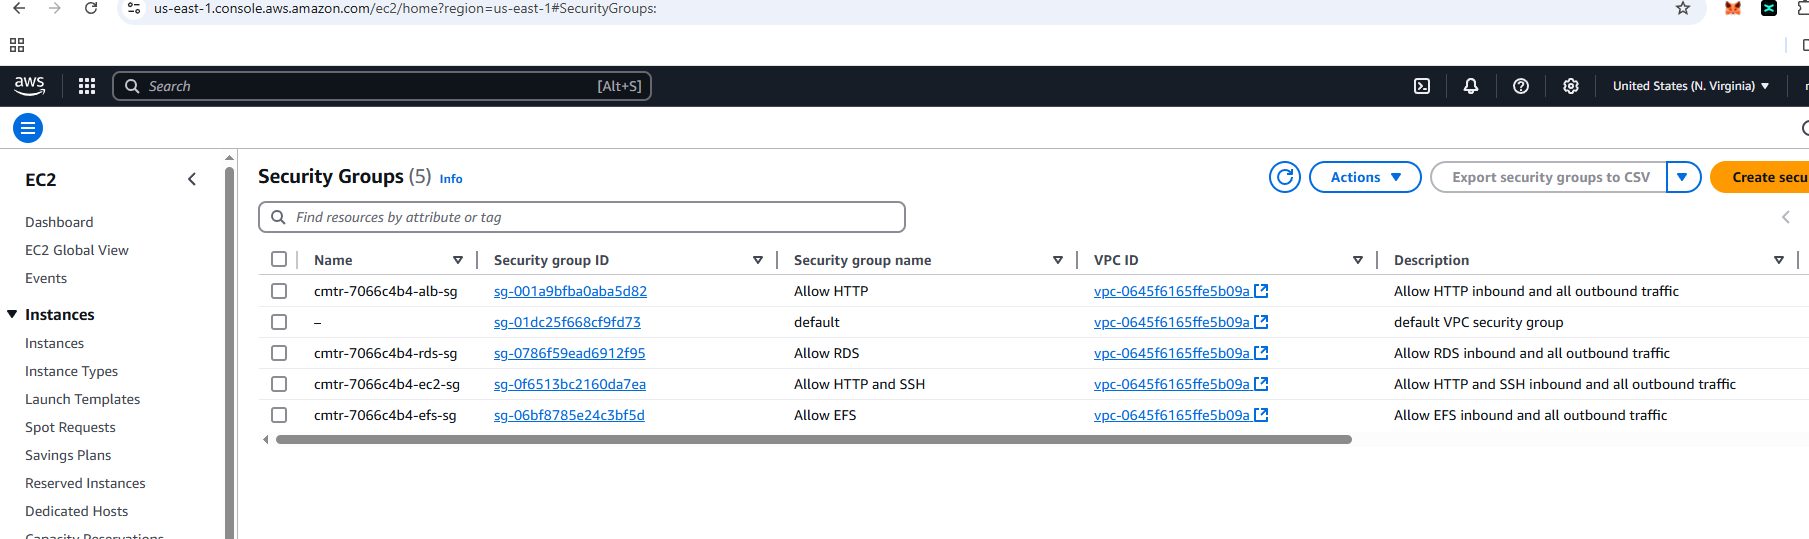 us-east-1.console.aws.amazon.com/ec2/home?region=us-east-1#SecurityGroups:
aws
Search [Alt+S] United States (N. Virginia)
EC2
Dashboard
EC2 Global View
Events
Instances
Instances
Instance Types
Launch Templates
Spot Requests
Savings Plans
Reserved Instances
Dedicated Hosts
Capacity Reservations
Security Groups (5) Info
Actions Export security groups to CSV Create secu
Find resources by attribute or tag
Name Security group ID Security group name VPC ID Description
cmtr-7066c4b4-alb-sg sg-001a9bfba0aba5d82 Allow HTTP vpc-0645f6165ffe5b09a Allow HTTP inbound and all outbound traffic
– sg-01dc25f668cf9fd73 default vpc-0645f6165ffe5b09a default VPC security group
cmtr-7066c4b4-rds-sg sg-0786f59ead6912f95 Allow RDS vpc-0645f6165ffe5b09a Allow RDS inbound and all outbound traffic
cmtr-7066c4b4-ec2-sg sg-0f6513bc2160da7ea Allow HTTP and SSH vpc-0645f6165ffe5b09a Allow HTTP and SSH inbound and all outbound traffic
cmtr-7066c4b4-efs-sg sg-06bf8785e24c3bf5d Allow EFS vpc-0645f6165ffe5b09a Allow EFS inbound and all outbound traffic